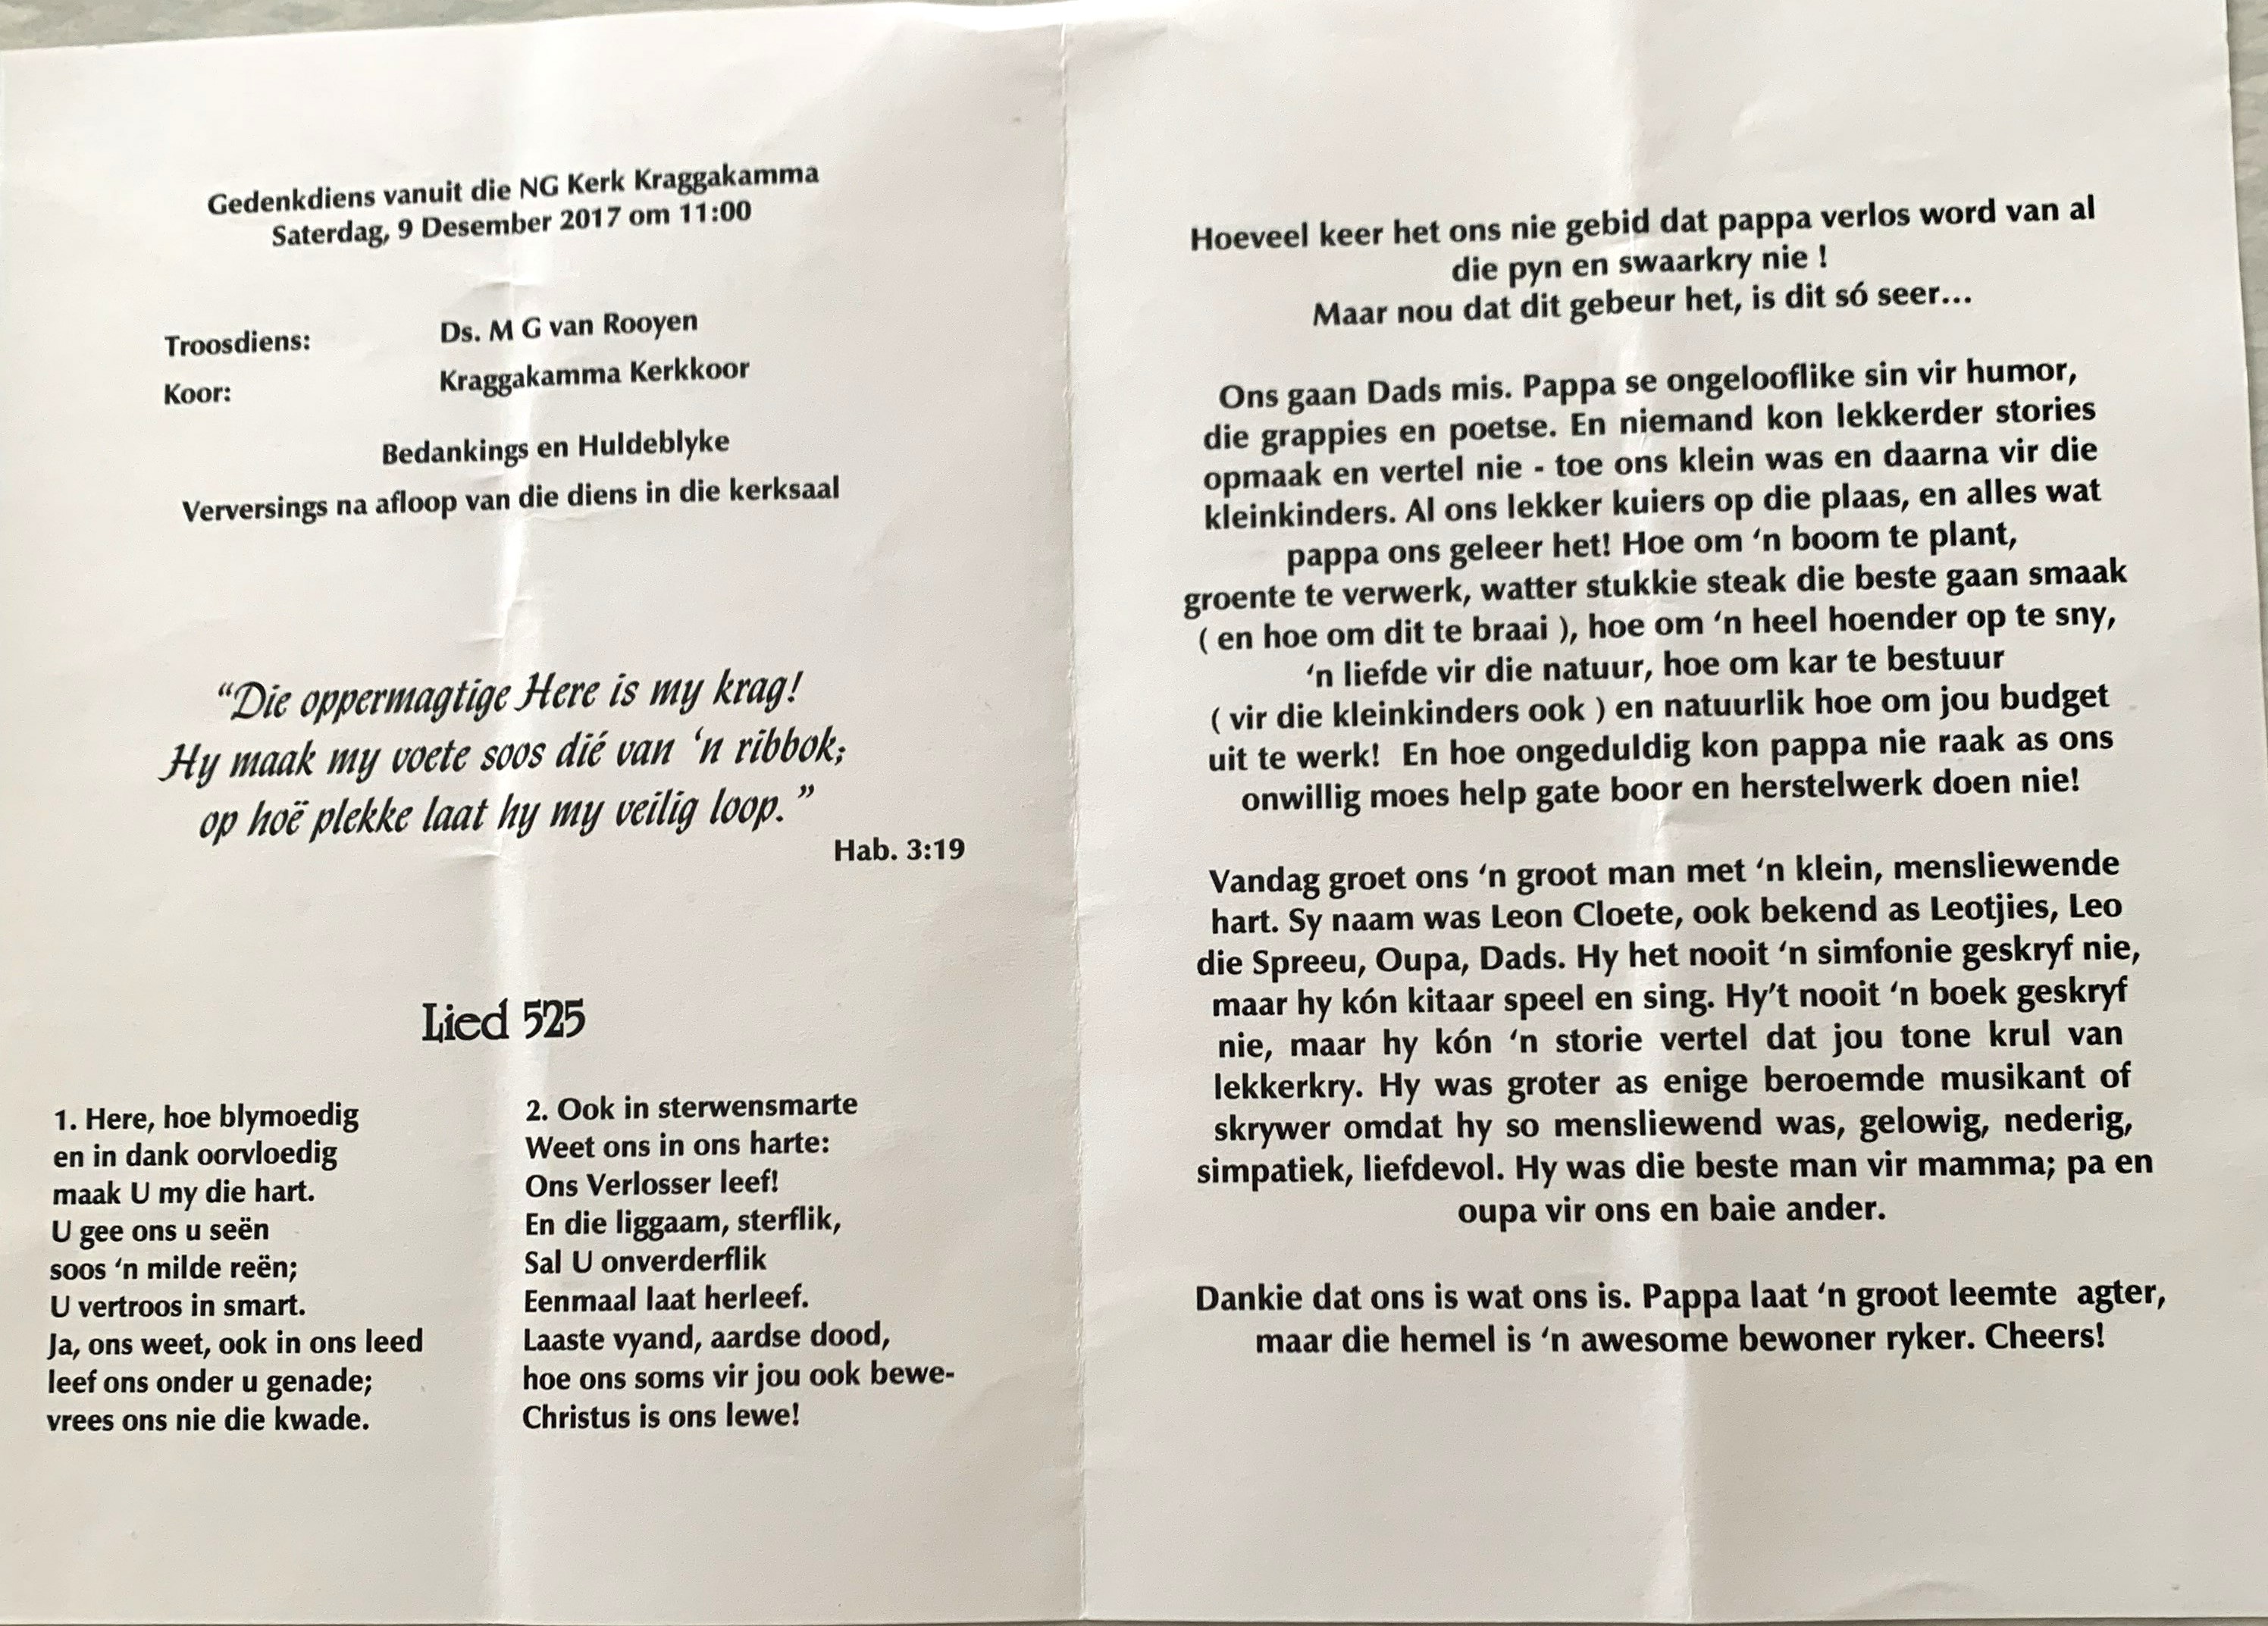 Gedenkdiens vanuit die NG Kerk Kraggakamma
Saterdag, 9 Desember 2017 om 11:00
Troosdiens: Ds. M G van Rooyen
Koor: Kraggakamma Kerkkoor
Bedankings en Huldeblyke
Verversings na afloop van die diens in die kerksaal
“Die oppermagtige Here is my krag!
Hy maak my voete soos dié van ‘n ribbok;
op hoë plekke laat hy my veilig loop.”
Hab. 3:19
Lied 525
1. Here, hoe blymoedig
en in dank oorvloedig
maak U my die hart.
U gee ons u seën
soos ‘n milde reën;
U vertroos in smart.
Ja, ons weet, ook in ons leed
leef ons onder u genade;
vrees ons nie die kwade.
2. Ook in sterwensmarte
Weet ons in ons harte:
Ons Verlosser leef!
En die liggaam, sterflik,
Sal U onverderflik
Eenmaal laat herleef.
Laaste vyand, aardse dood,
hoe ons soms vir jou ook bewe-
Christus is ons lewe!
Hoeveel keer het ons nie gebid dat pappa verlos word van al
die pyn en swaarkry nie !
Maar nou dat dit gebeur het, is dit só seer...
Ons gaan Dads mis. Pappa se ongelooflike sin vir humor,
die grappies en poetse. En niemand kon lekkerder stories
opmaak en vertel nie - toe ons klein was en daarna vir die
kleinkinders. Al ons lekker kuiers op die plaas, en alles wat
pappa ons geleer het! Hoe om ‘n boom te plant,
groente te verwerk, watter stukkie steak die beste gaan smaak
( en hoe om dit te braai ), hoe om ‘n heel hoender op te sny,
‘n liefde vir die natuur, hoe om kar te bestuur
( vir die kleinkinders ook ) en natuurlik hoe om jou budget
uit te werk! En hoe ongeduldig kon pappa nie raak as ons
onwillig moes help gate boor en herstelwerk doen nie!
Vandag groet ons ‘n groot man met ‘n klein, mensliewende
hart. Sy naam was Leon Cloete, ook bekend as Leotjies, Leo
die Spreeu, Oupa, Dads. Hy het nooit ‘n simfonie geskryf nie,
maar hy kón kitaar speel en sing. Hy’t nooit ‘n boek geskryf
nie, maar hy kón ‘n storie vertel dat jou tone krul van
lekkerkry. Hy was groter as enige beroemde musikant of
skrywer omdat hy so mensliewend was, gelowig, nederig,
simpatiek, liefdevol. Hy was die beste man vir mamma; pa en
oupa vir ons en baie ander.
Dankie dat ons is wat ons is. Pappa laat ‘n groot leemte agter,
maar die hemel is ‘n awesome bewoner ryker. Cheers!